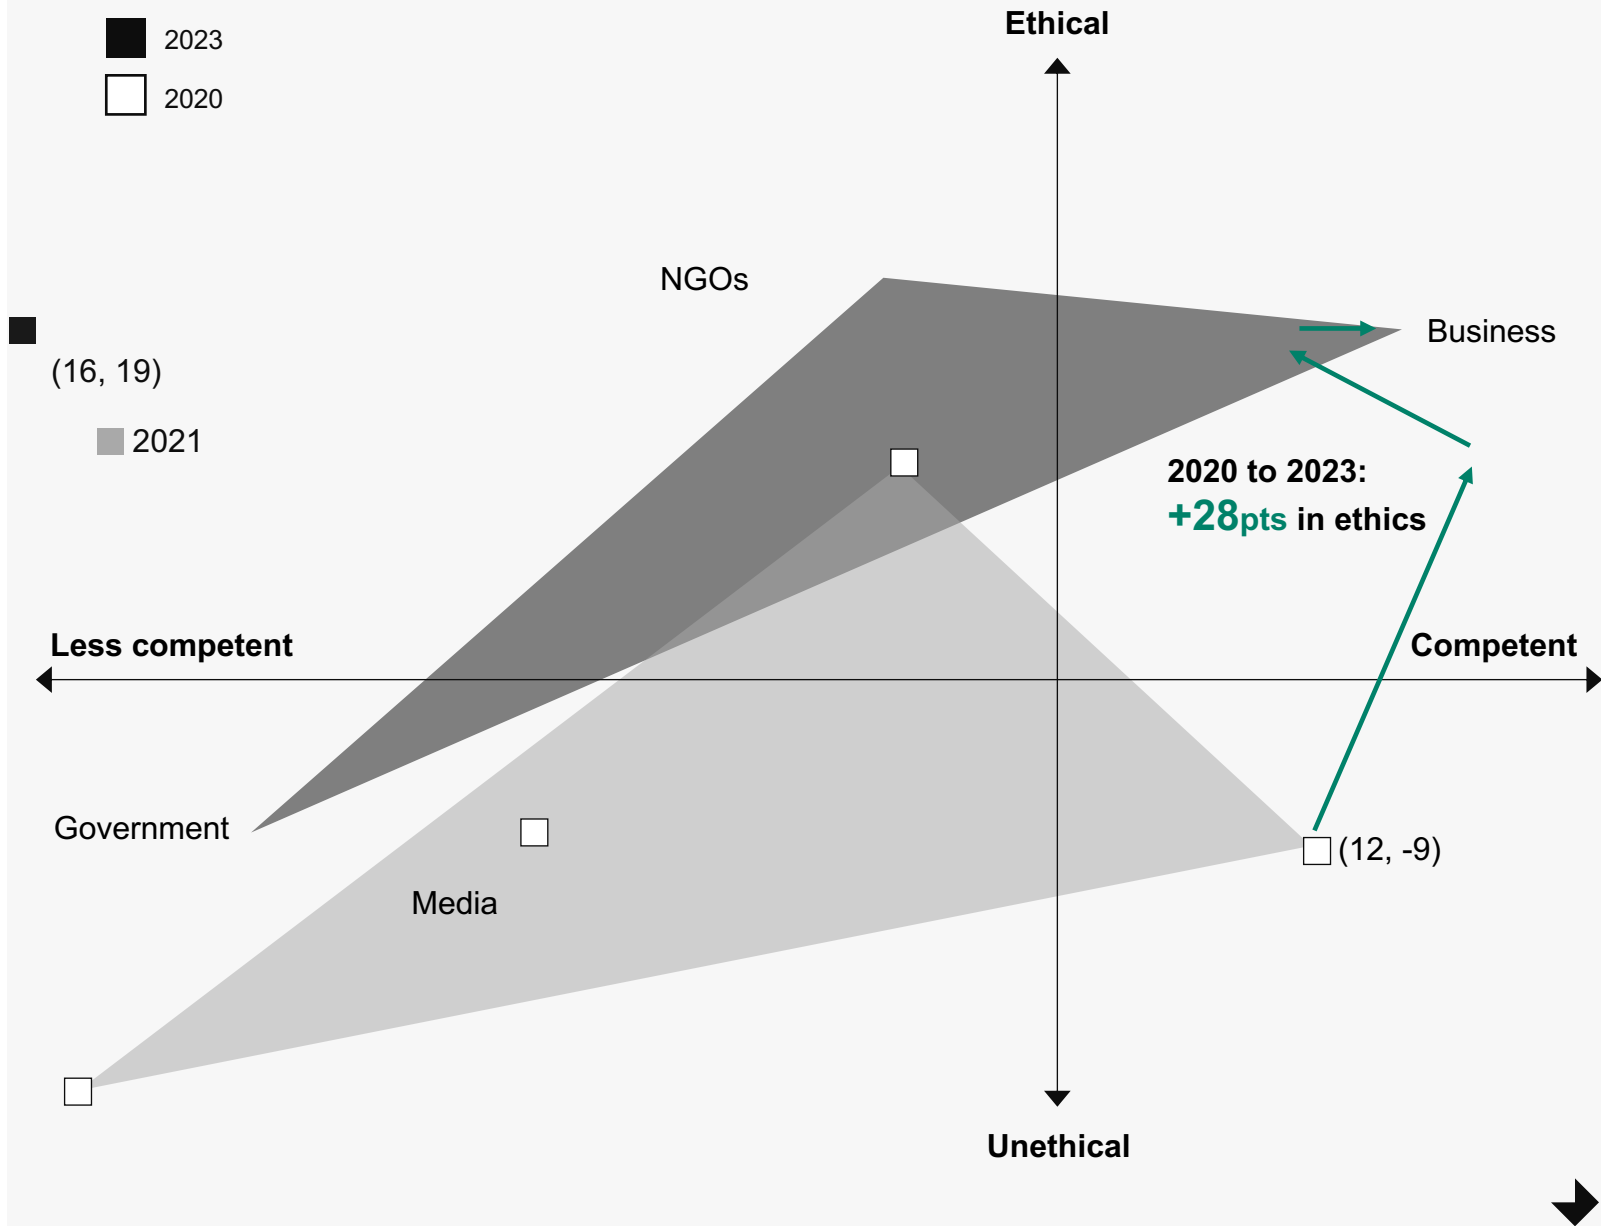 Ethical
2023
2020
NGOs
Business
(16, 19)
2021
2020 to 2023:
+28pts in ethics
Less competent
Competent
Government
(12, -9)
Media
Unethical